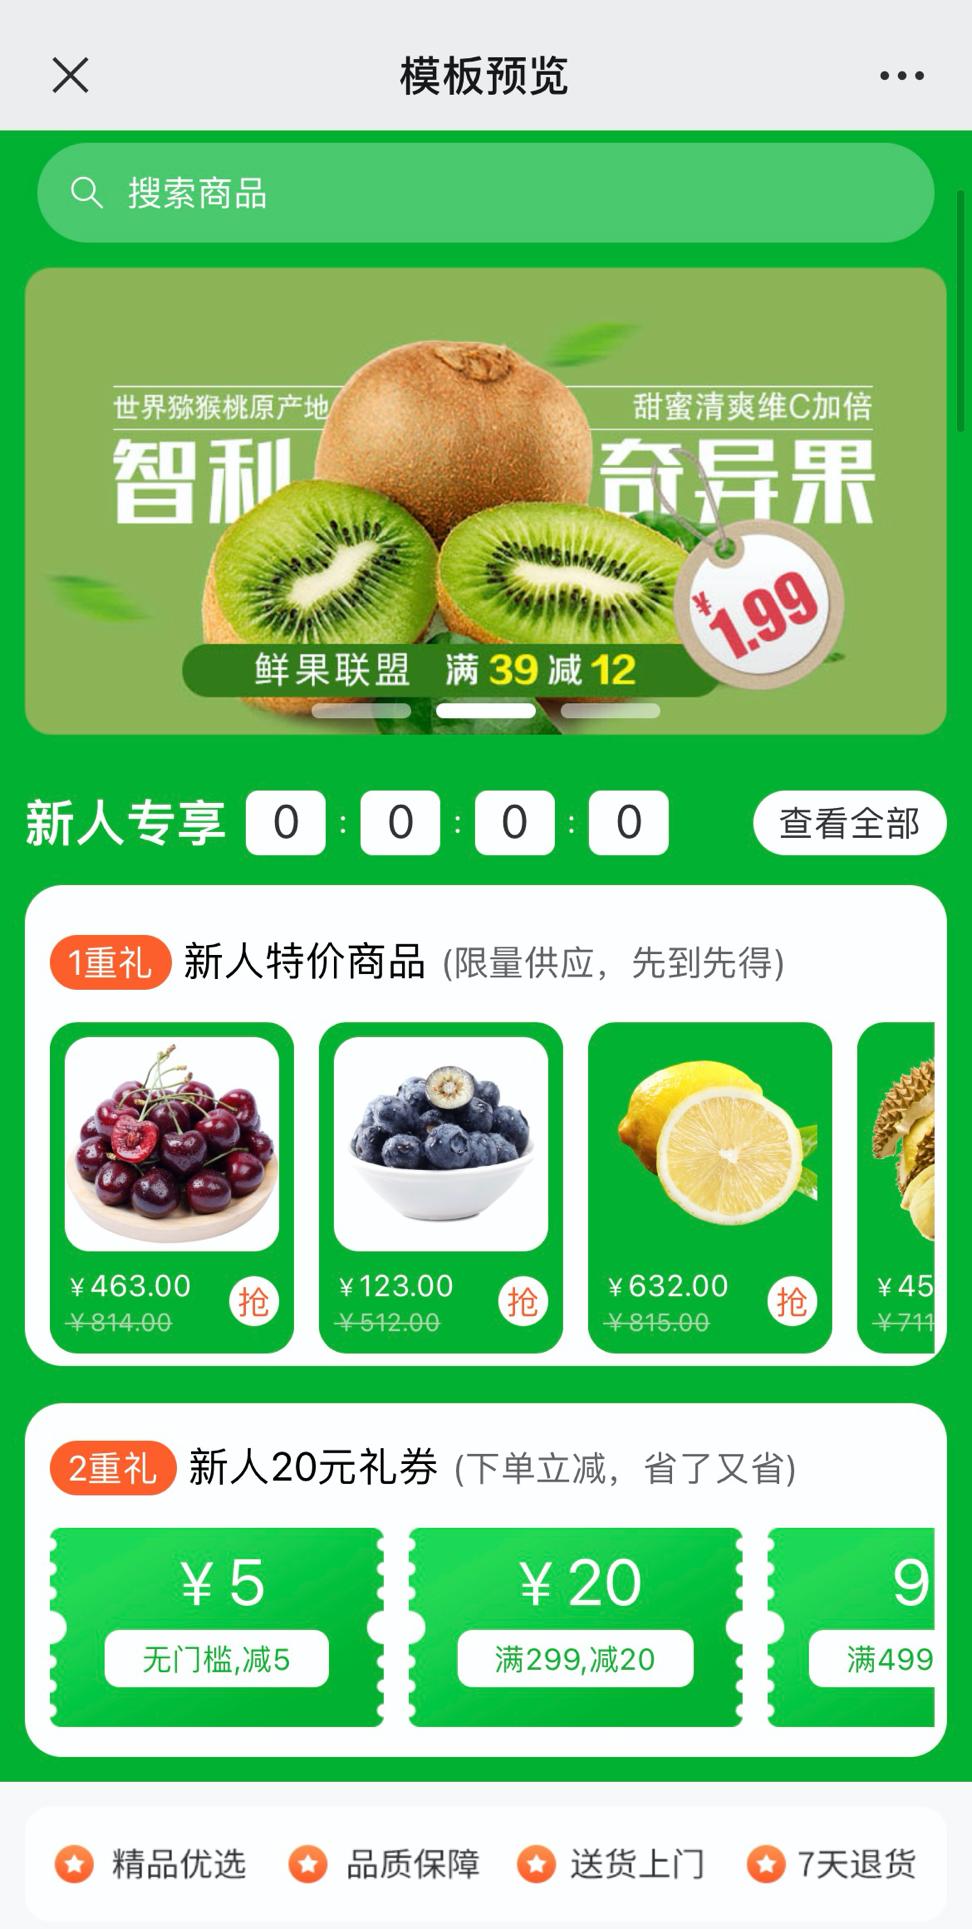 模板预览
搜索商品
世界猕猴桃原产地 甜蜜清爽维C加倍
智利 奇异果
¥1.99
鲜果联盟 满39减12
新人专享 0 : 0 : 0 : 0 查看全部
1重礼 新人特价商品 (限量供应，先到先得)
¥463.00 ¥123.00 ¥632.00 ¥45
抢 抢 抢
¥814.00 ¥512.00 ¥815.00 ¥711
2重礼 新人20元礼券 (下单立减，省了又省)
¥5 ¥20 9
无门槛,减5 满299,减20 满499
精品优选 品质保障 送货上门 7天退货